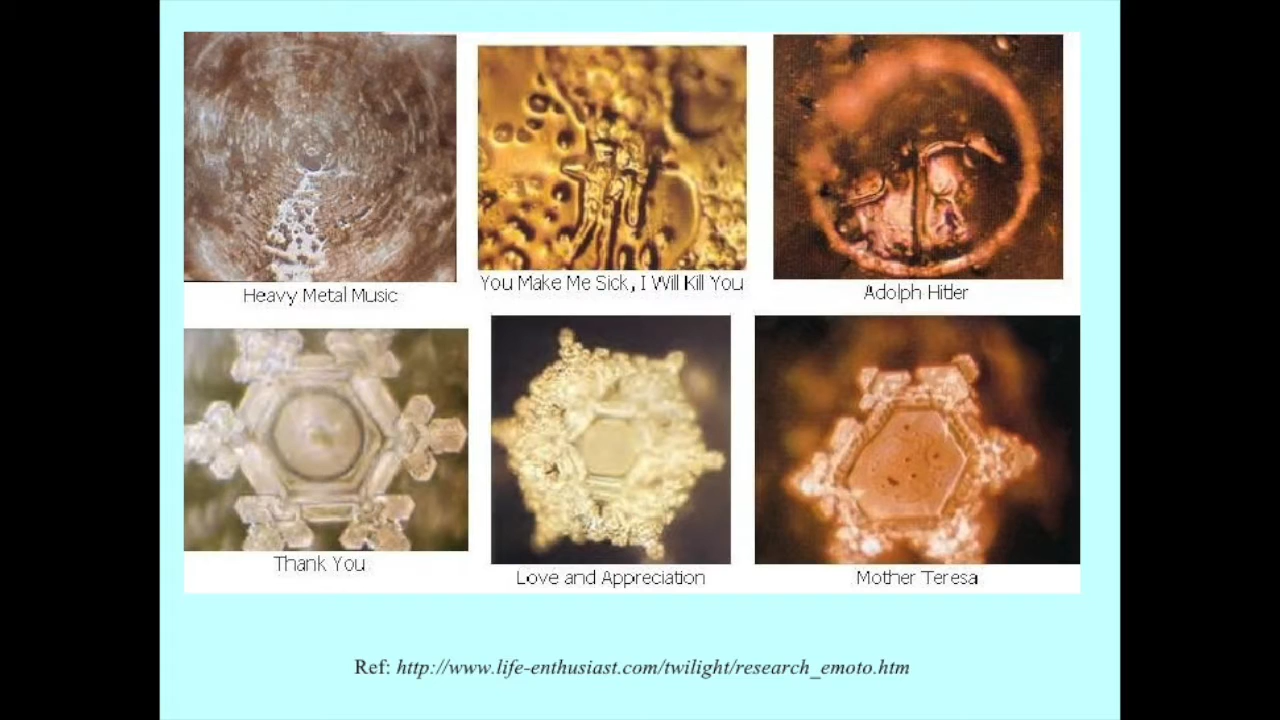 Heavy Metal Music
You Make Me Sick, I Will Kill You
Adolph Hitler
Thank You
Love and Appreciation
Mother Teresa
Ref: http://www.life-enthusiast.com/twilight/research_emoto.htm